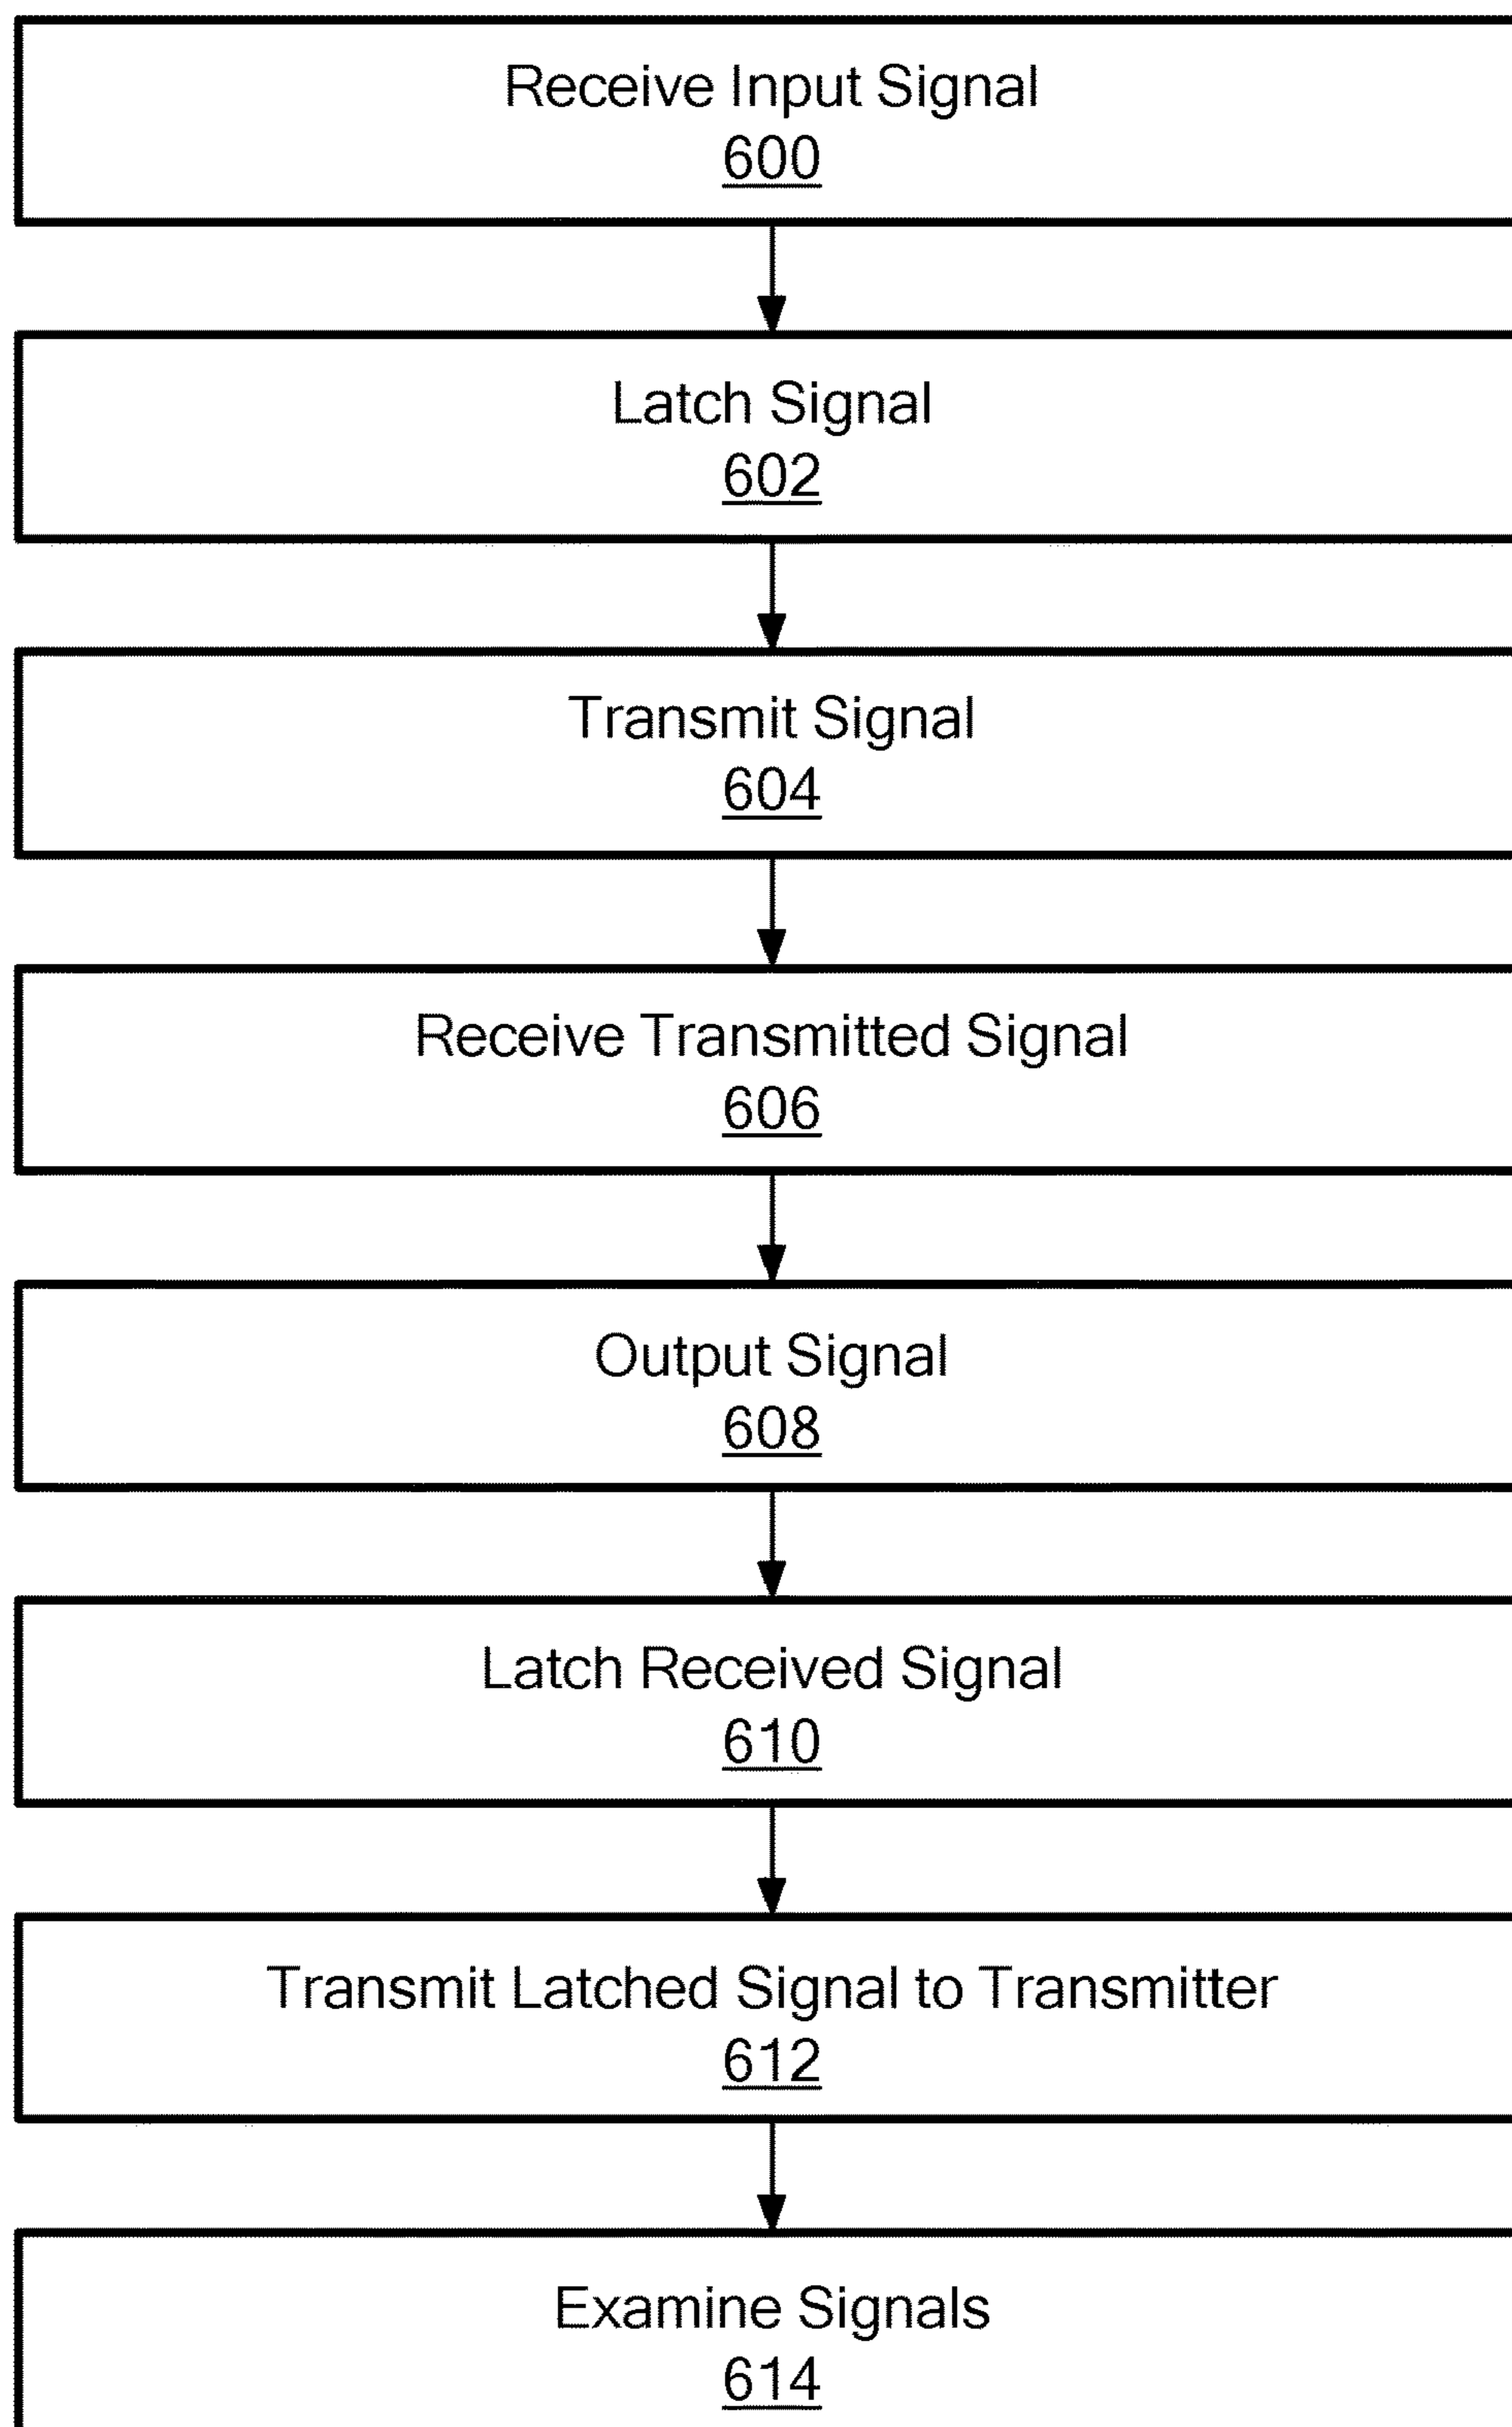 Receive Input Signal
600
Latch Signal
602
Transmit Signal
604
Receive Transmitted Signal
606
Output Signal
608
Latch Received Signal
610
Transmit Latched Signal to Transmitter
612
Examine Signals
614